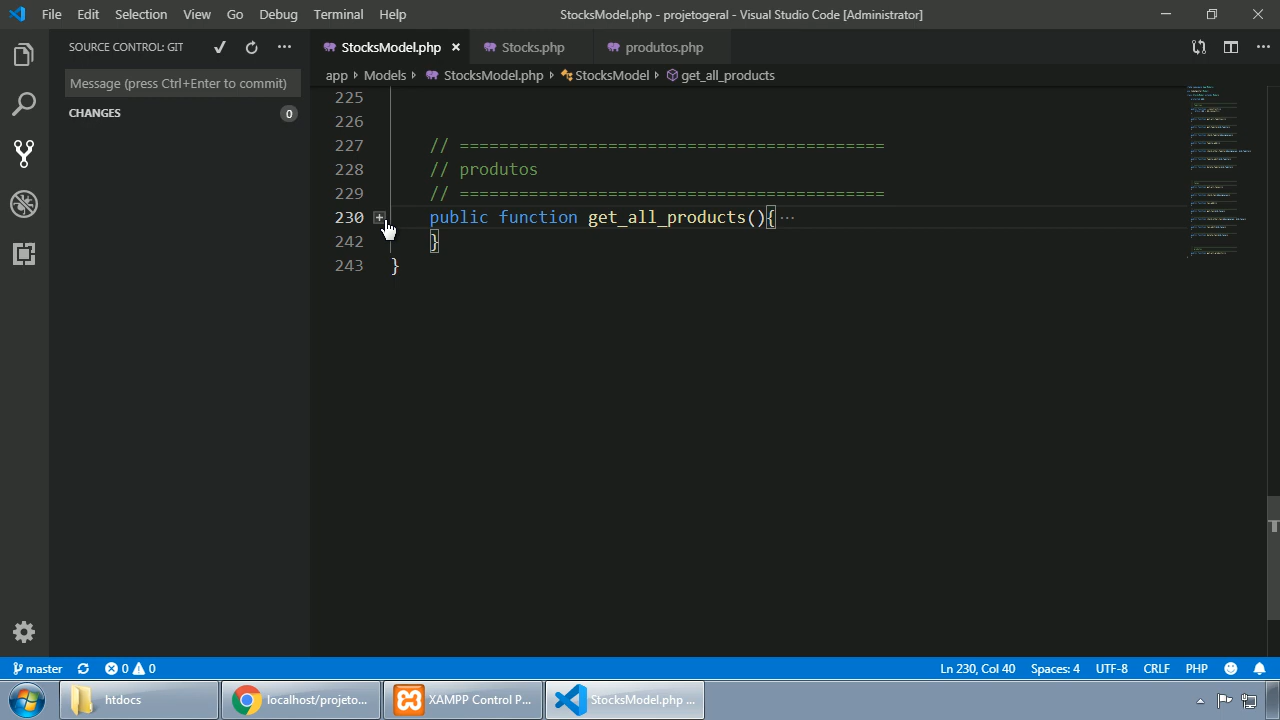 File Edit Selection View Go Debug Terminal Help
StocksModel.php - projetogeral - Visual Studio Code [Administrator]
SOURCE CONTROL: GIT
StocksModel.php
Stocks.php
produtos.php
Message (press Ctrl+Enter to commit)
app Models StocksModel.php StocksModel get_all_products
CHANGES
0
225
226
227 // ===========================================
228 // produtos
229 // ===========================================
230 public function get_all_products(){ ...
242 }
243 }
master 0 0
Ln 230, Col 40 Spaces: 4 UTF-8 CRLF PHP
htdocs
localhost/projeto...
XAMPP Control P...
StocksModel.php ...